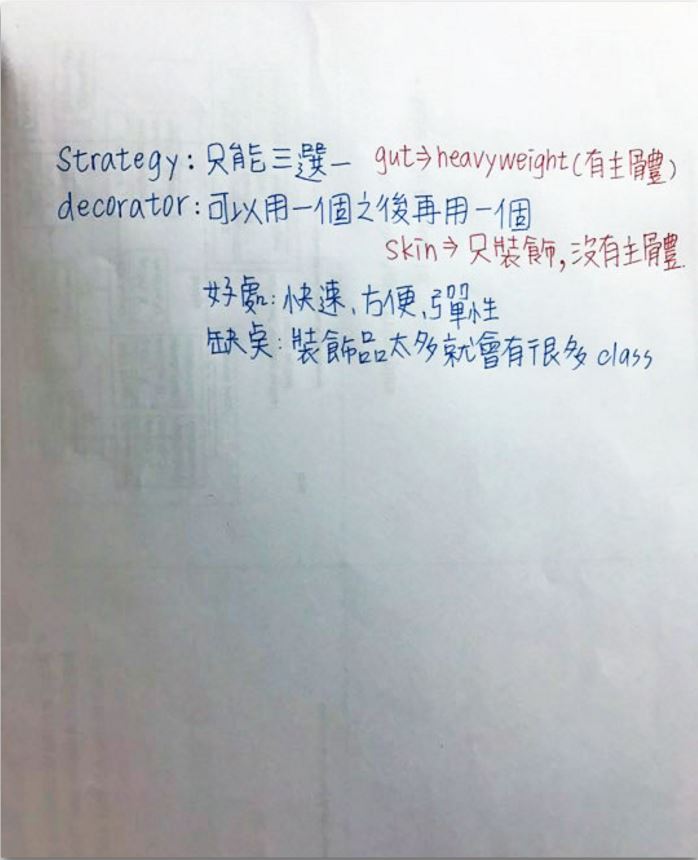 Strategy: 只能三選一 gut⇒heavyweight(有主體)
decorator: 可以用一個之後再用一個
skin⇒只裝飾,沒有主體
好處: 快速、方便、彈性
缺点: 裝飾品太多就會有很多 class